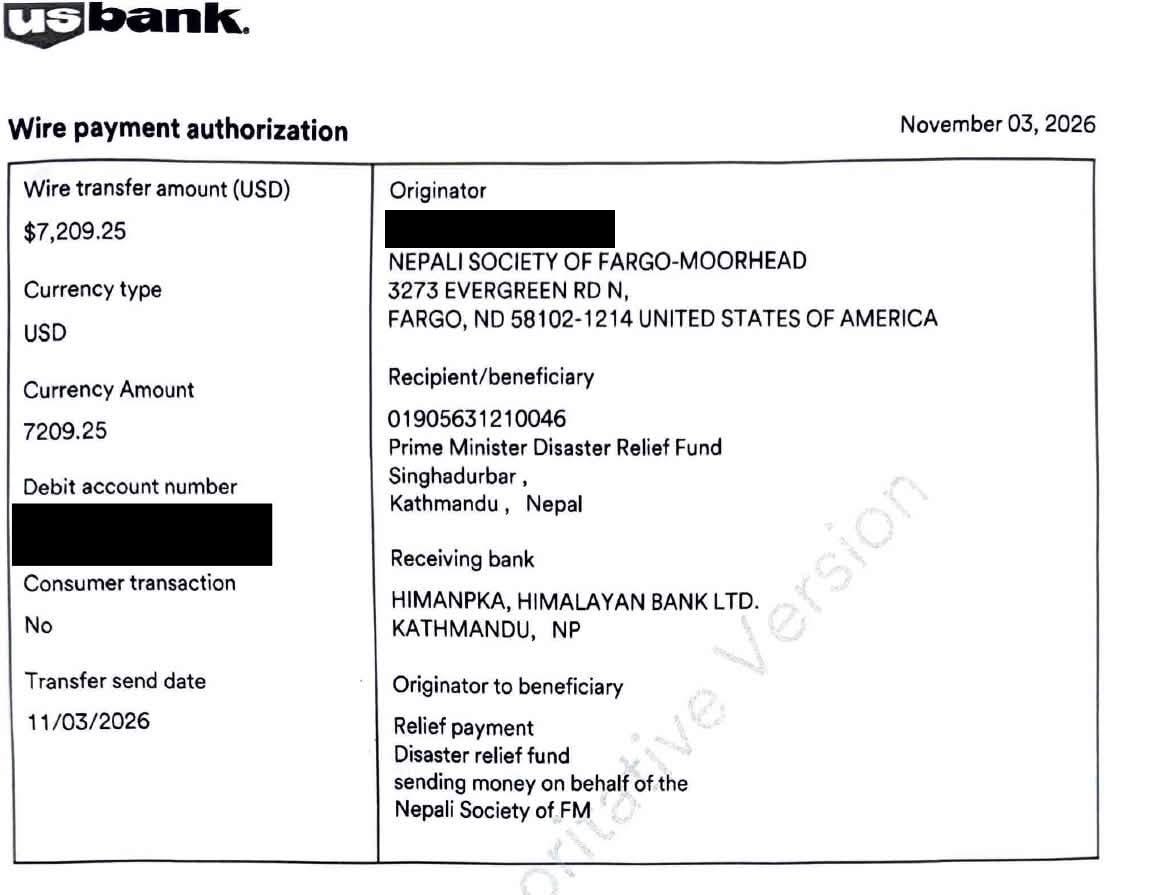 usbank.
Wire payment authorization
November 03, 2026
Wire transfer amount (USD)
$7,209.25
Currency type
USD
Currency Amount
7209.25
Debit account number
Consumer transaction
No
Transfer send date
11/03/2026
Originator
NEPALI SOCIETY OF FARGO-MOORHEAD
3273 EVERGREEN RD N,
FARGO, ND 58102-1214 UNITED STATES OF AMERICA
Recipient/beneficiary
01905631210046
Prime Minister Disaster Relief Fund
Singhadurbar ,
Kathmandu , Nepal
Receiving bank
HIMANPKA, HIMALAYAN BANK LTD.
KATHMANDU, NP
Originator to beneficiary
Relief payment
Disaster relief fund
sending money on behalf of the
Nepali Society of FM
Version